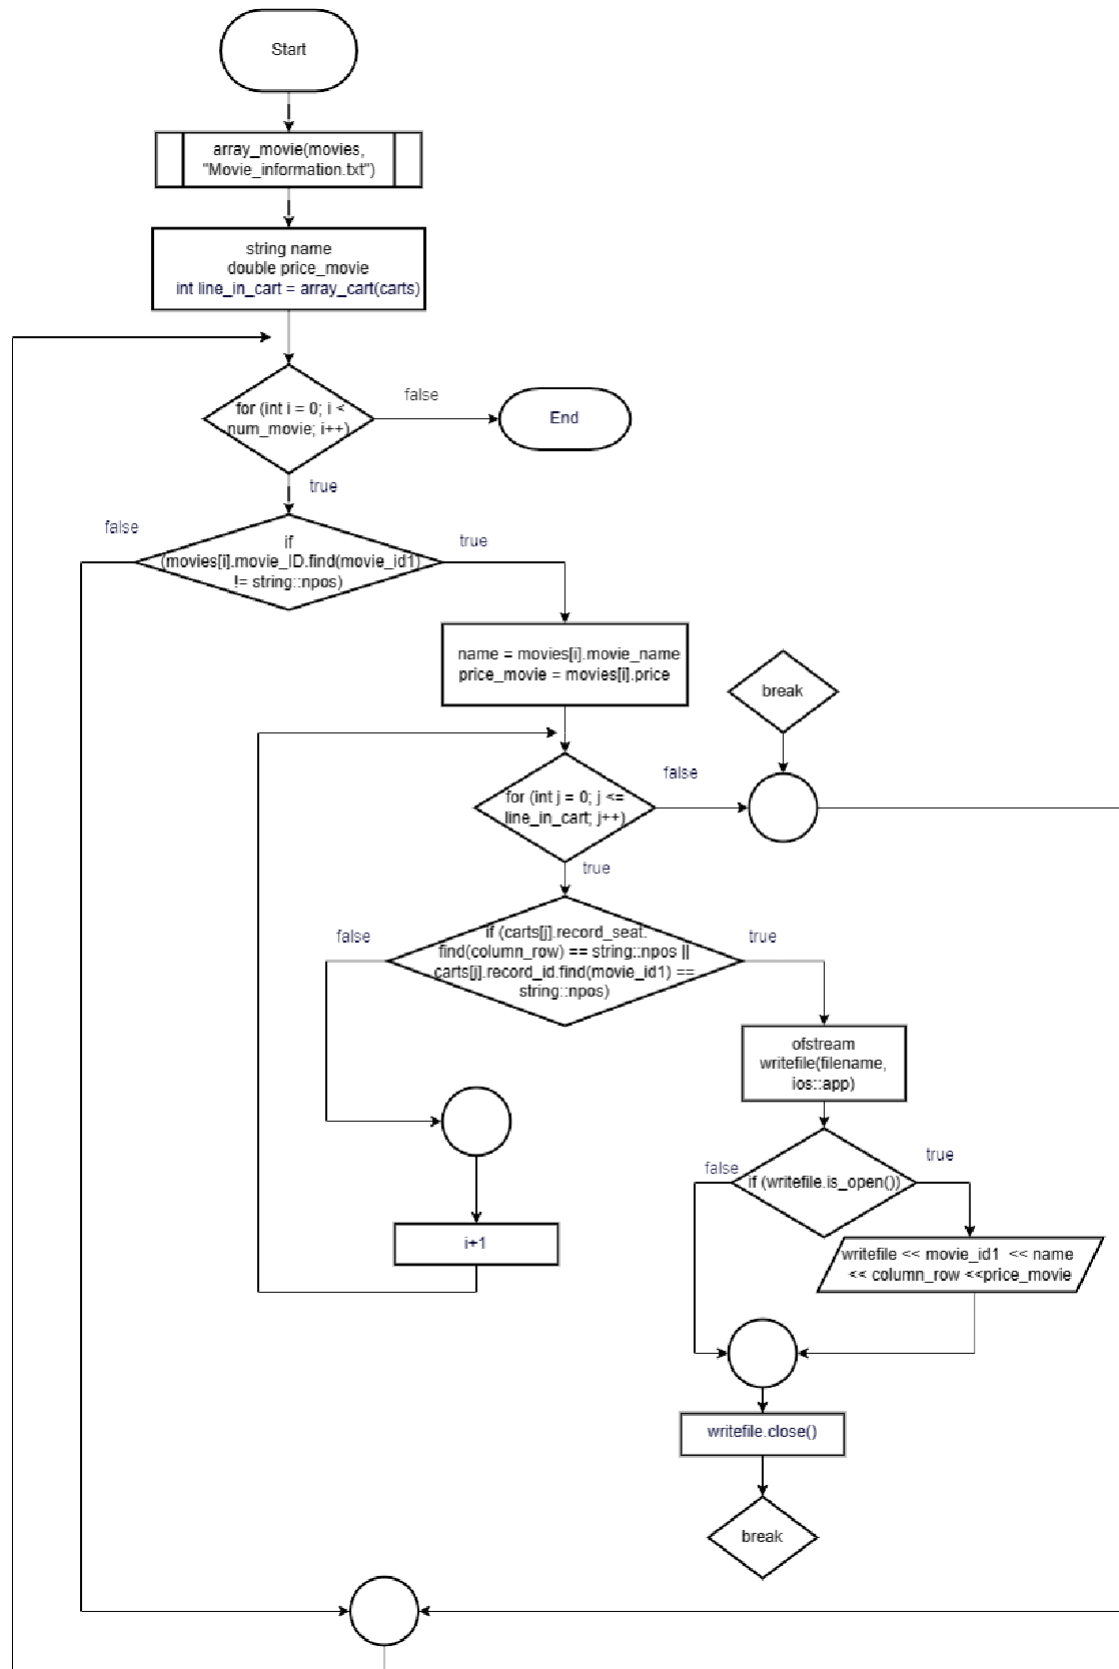 Start
array_movie(movies,
"Movie_information.txt")
string name
double price_movie
int line_in_cart = array_cart(carts)
for (int i = 0; i <
num_movie; i++)
false
End
true
false
if
(movies[i].movie_ID.find(movie_id1)
!= string::npos)
true
name = movies[i].movie_name
price_movie = movies[i].price
break
for (int j = 0; j <=
line_in_cart; j++)
false
true
false
if (carts[j].record_seat.
find(column_row) == string::npos ||
carts[j].record_id.find(movie_id1) ==
string::npos)
true
ofstream
writefile(filename,
ios::app)
false
if (writefile.is_open())
true
i+1
writefile << movie_id1 << name
<< column_row <<price_movie
writefile.close()
break